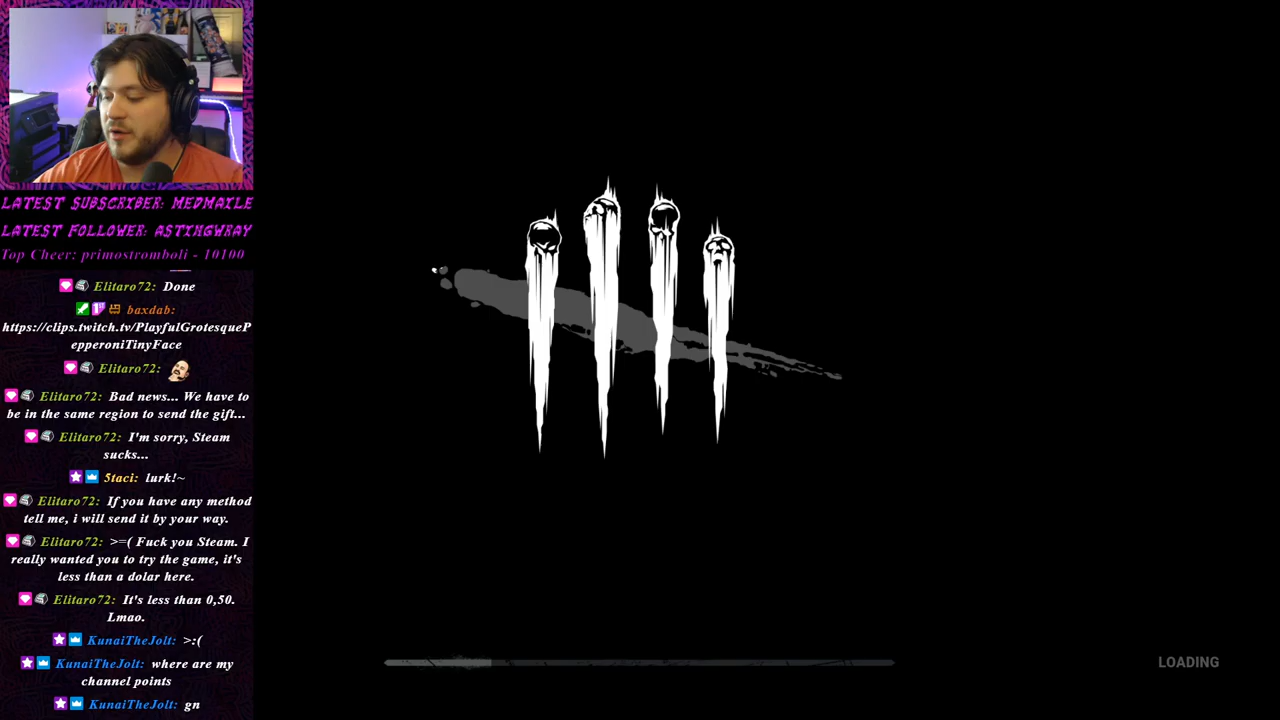 LATEST SUBSCRIBER: MEDMAILE
LATEST FOLLOWER: ASTINGWRAY
Top Cheer: primostromboli - 10100
Elitaro72: Done
baxdab:
https://clips.twitch.tv/PlayfulGrotesqueP
epperoniTinyFace
Elitaro72:
Elitaro72: Bad news... We have to
be in the same region to send the gift...
Elitaro72: I'm sorry, Steam
sucks...
5taci: lurk!~
Elitaro72: If you have any method
tell me, i will send it by your way.
Elitaro72: >=( Fuck you Steam. I
really wanted you to try the game, it's
less than a dolar here.
Elitaro72: It's less than 0,50.
Lmao.
KunaiTheJolt: >:(
KunaiTheJolt: where are my
channel points
KunaiTheJolt: gn
LOADING